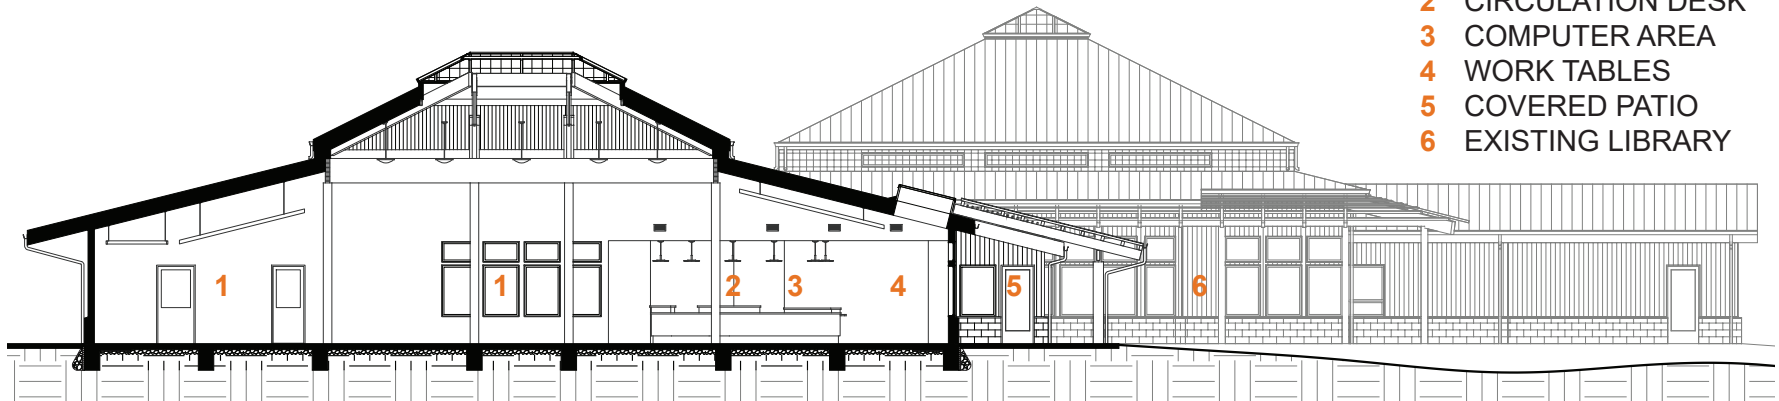 2 CIRCULATION DESK
3 COMPUTER AREA
4 WORK TABLES
5 COVERED PATIO
6 EXISTING LIBRARY
1 1 2 3 4 5 6